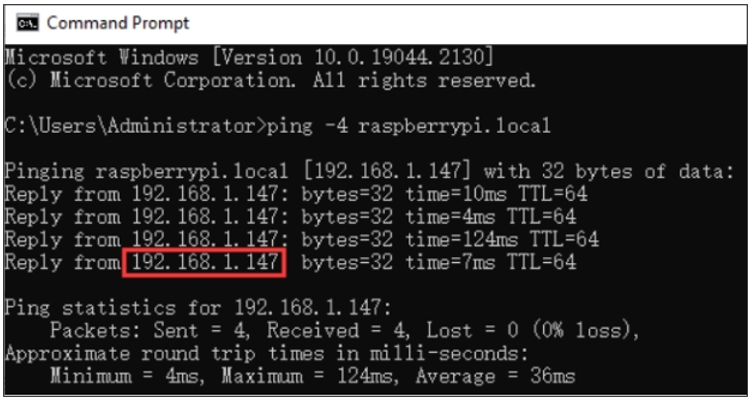 Command Prompt
Microsoft Windows [Version 10.0.19044.2130]
(c) Microsoft Corporation. All rights reserved.
C:\Users\Administrator>ping -4 raspberrypi.local
Pinging raspberrypi.local [192.168.1.147] with 32 bytes of data:
Reply from 192.168.1.147: bytes=32 time=10ms TTL=64
Reply from 192.168.1.147: bytes=32 time=4ms TTL=64
Reply from 192.168.1.147: bytes=32 time=124ms TTL=64
Reply from 192.168.1.147 bytes=32 time=7ms TTL=64
Ping statistics for 192.168.1.147:
Packets: Sent = 4, Received = 4, Lost = 0 (0% loss),
Approximate round trip times in milli-seconds:
Minimum = 4ms, Maximum = 124ms, Average = 36ms